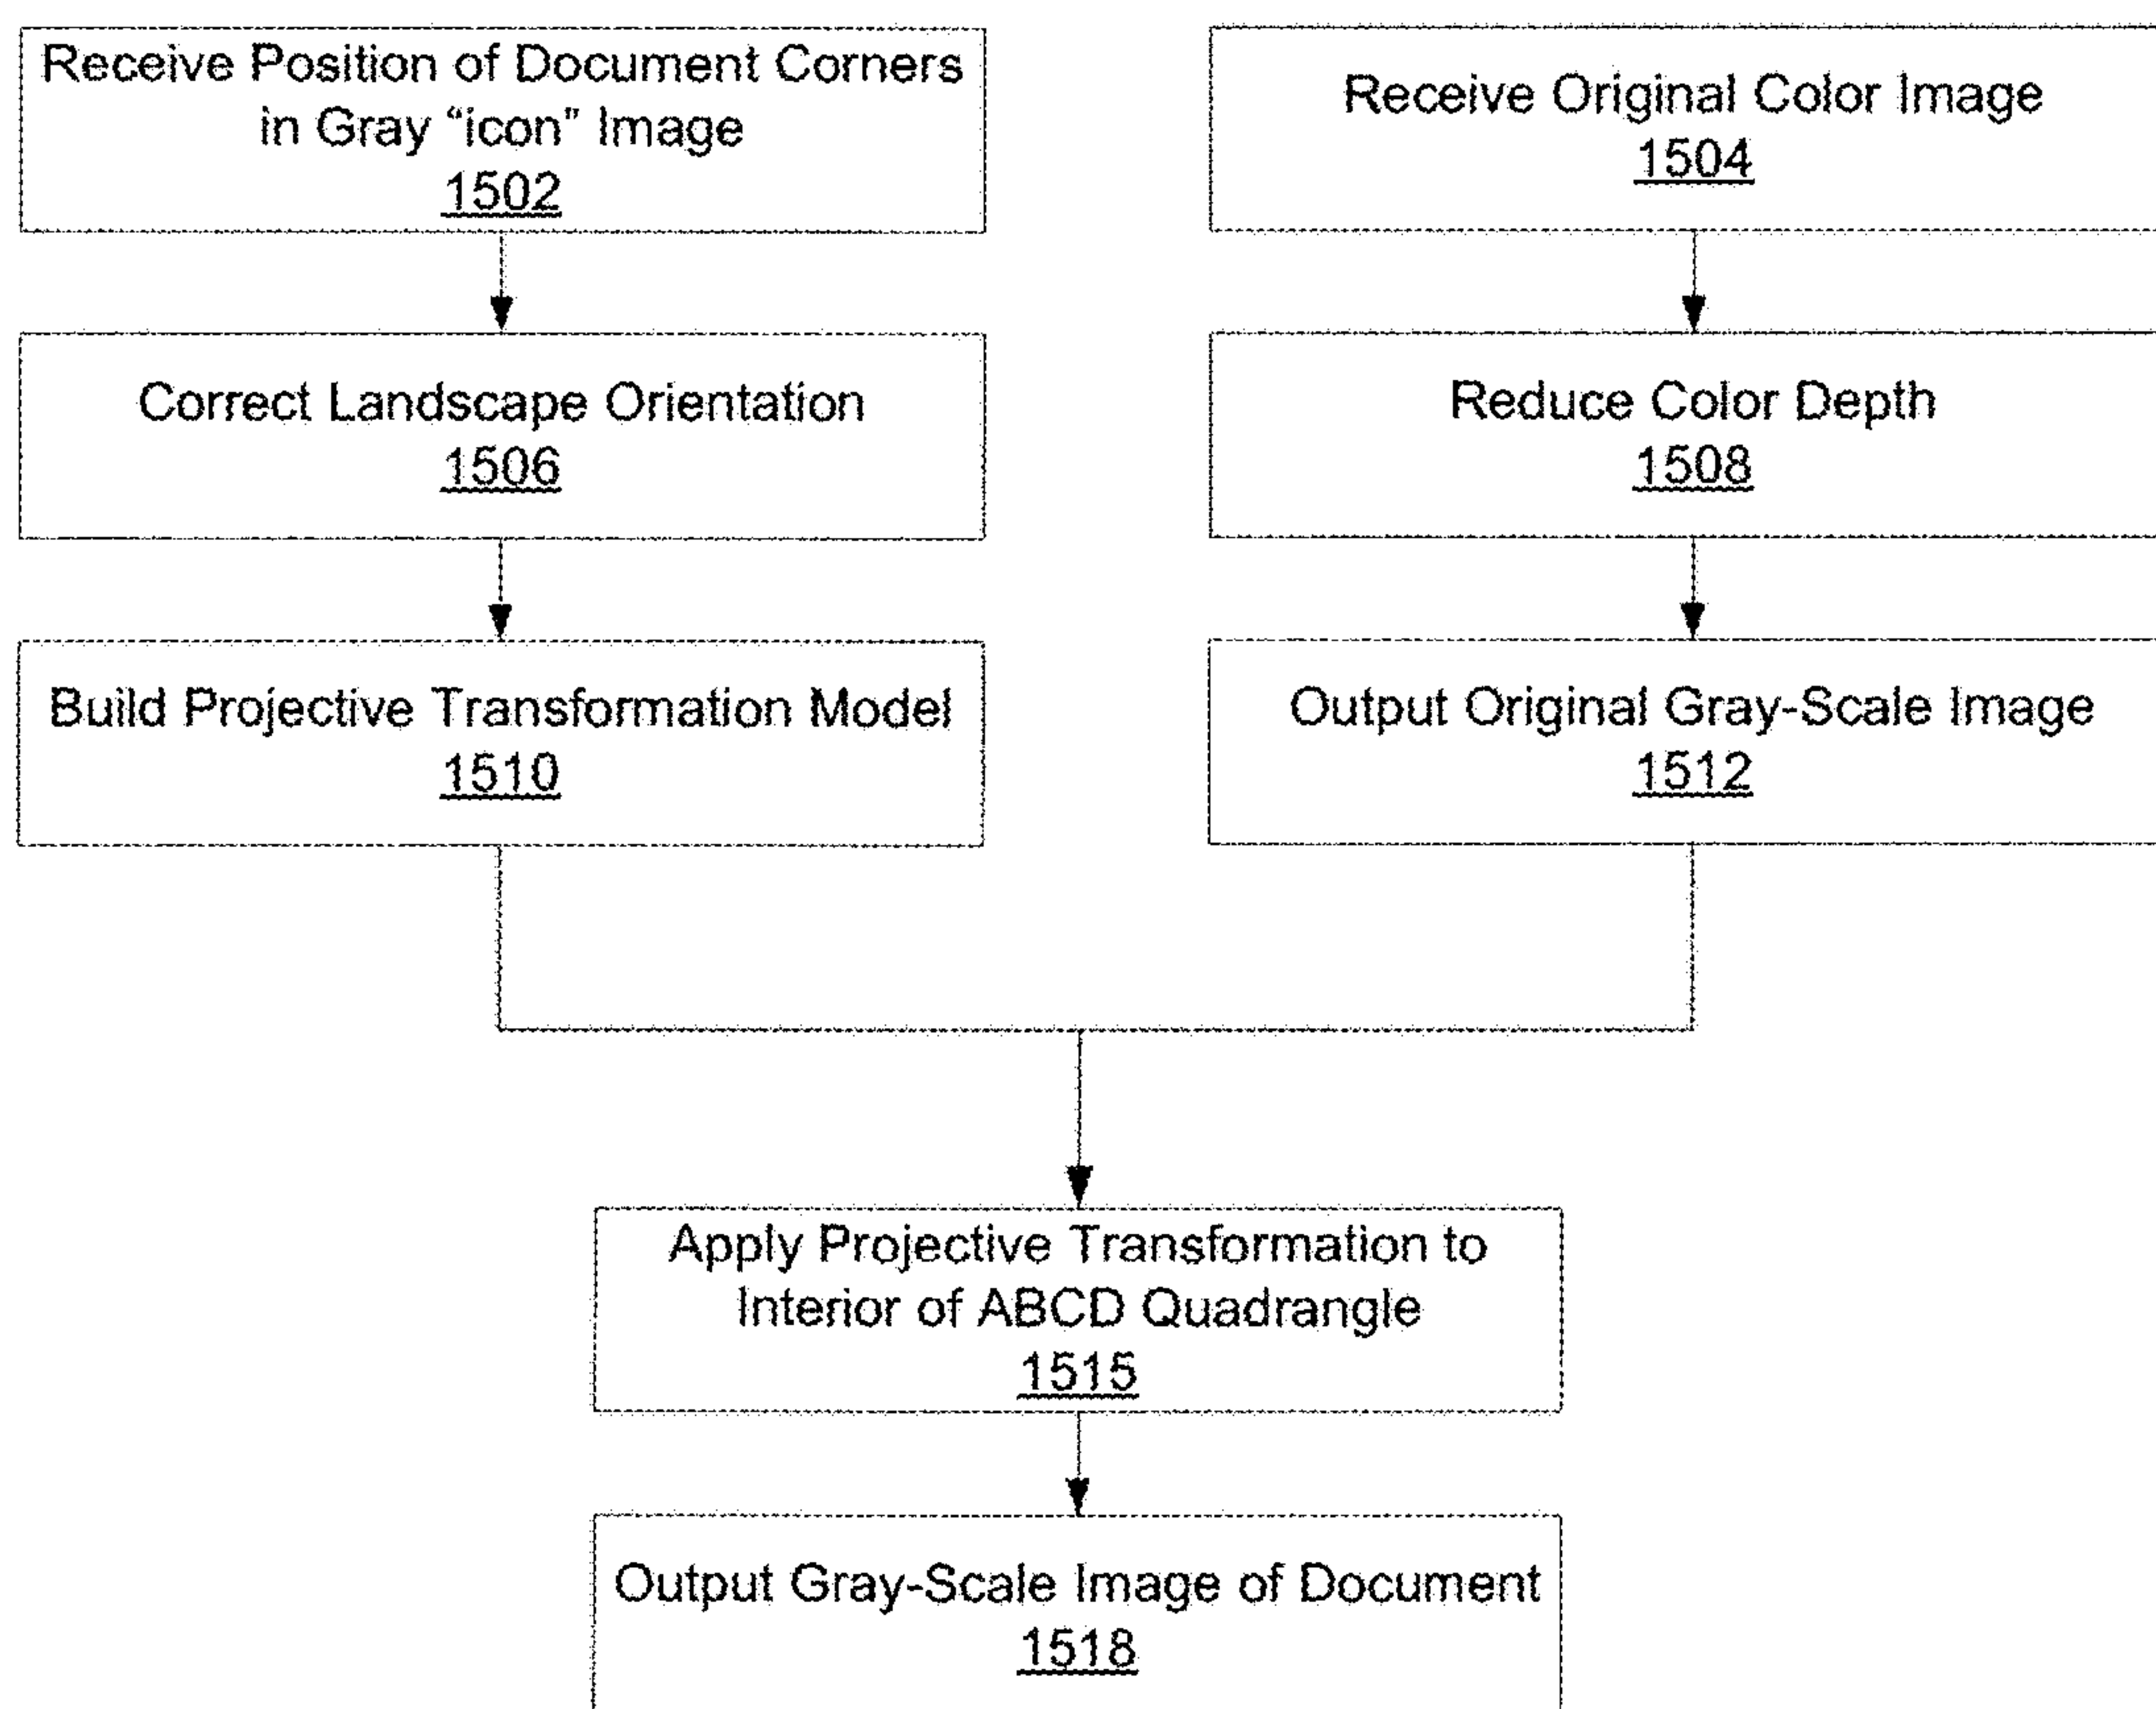 Receive Position of Document Corners
in Gray “icon” Image
1502
Receive Original Color Image
1504
Correct Landscape Orientation
1506
Reduce Color Depth
1508
Build Projective Transformation Model
1510
Output Original Gray-Scale Image
1512
Apply Projective Transformation to
Interior of ABCD Quadrangle
1515
Output Gray-Scale Image of Document
1518